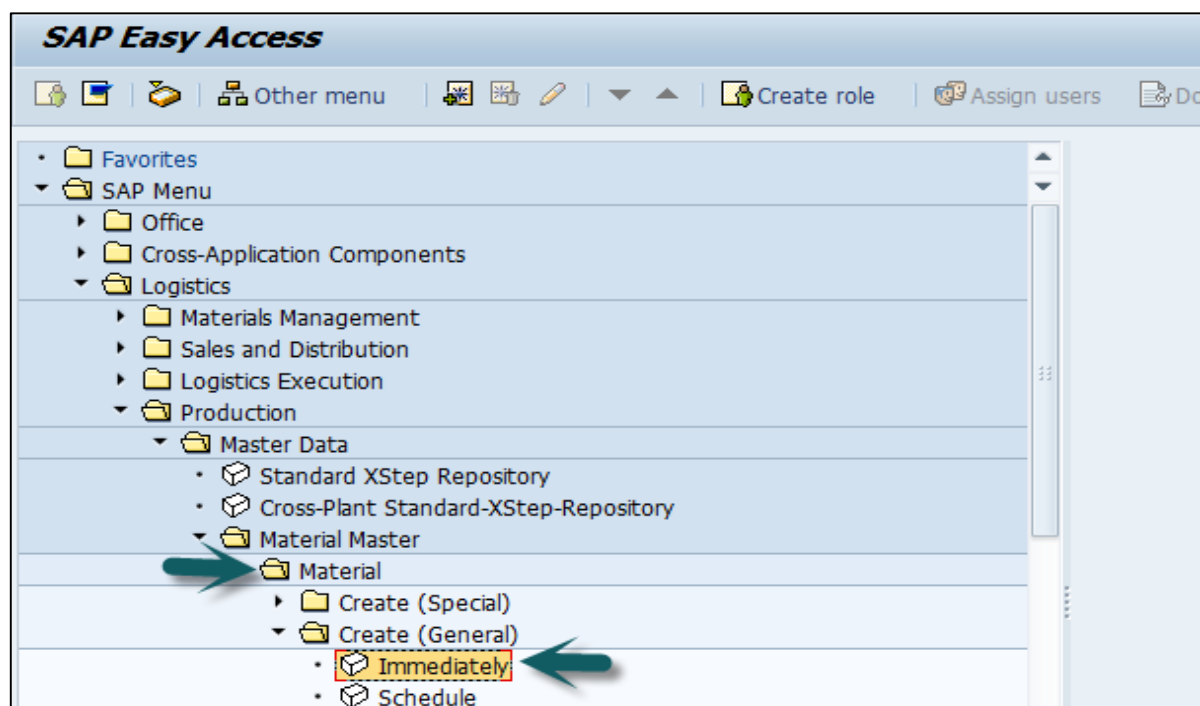 SAP Easy Access
Other menu Create role Assign users Do
Favorites
SAP Menu
Office
Cross-Application Components
Logistics
Materials Management
Sales and Distribution
Logistics Execution
Production
Master Data
Standard XStep Repository
Cross-Plant Standard-XStep-Repository
Material Master
Material
Create (Special)
Create (General)
Immediately
Schedule